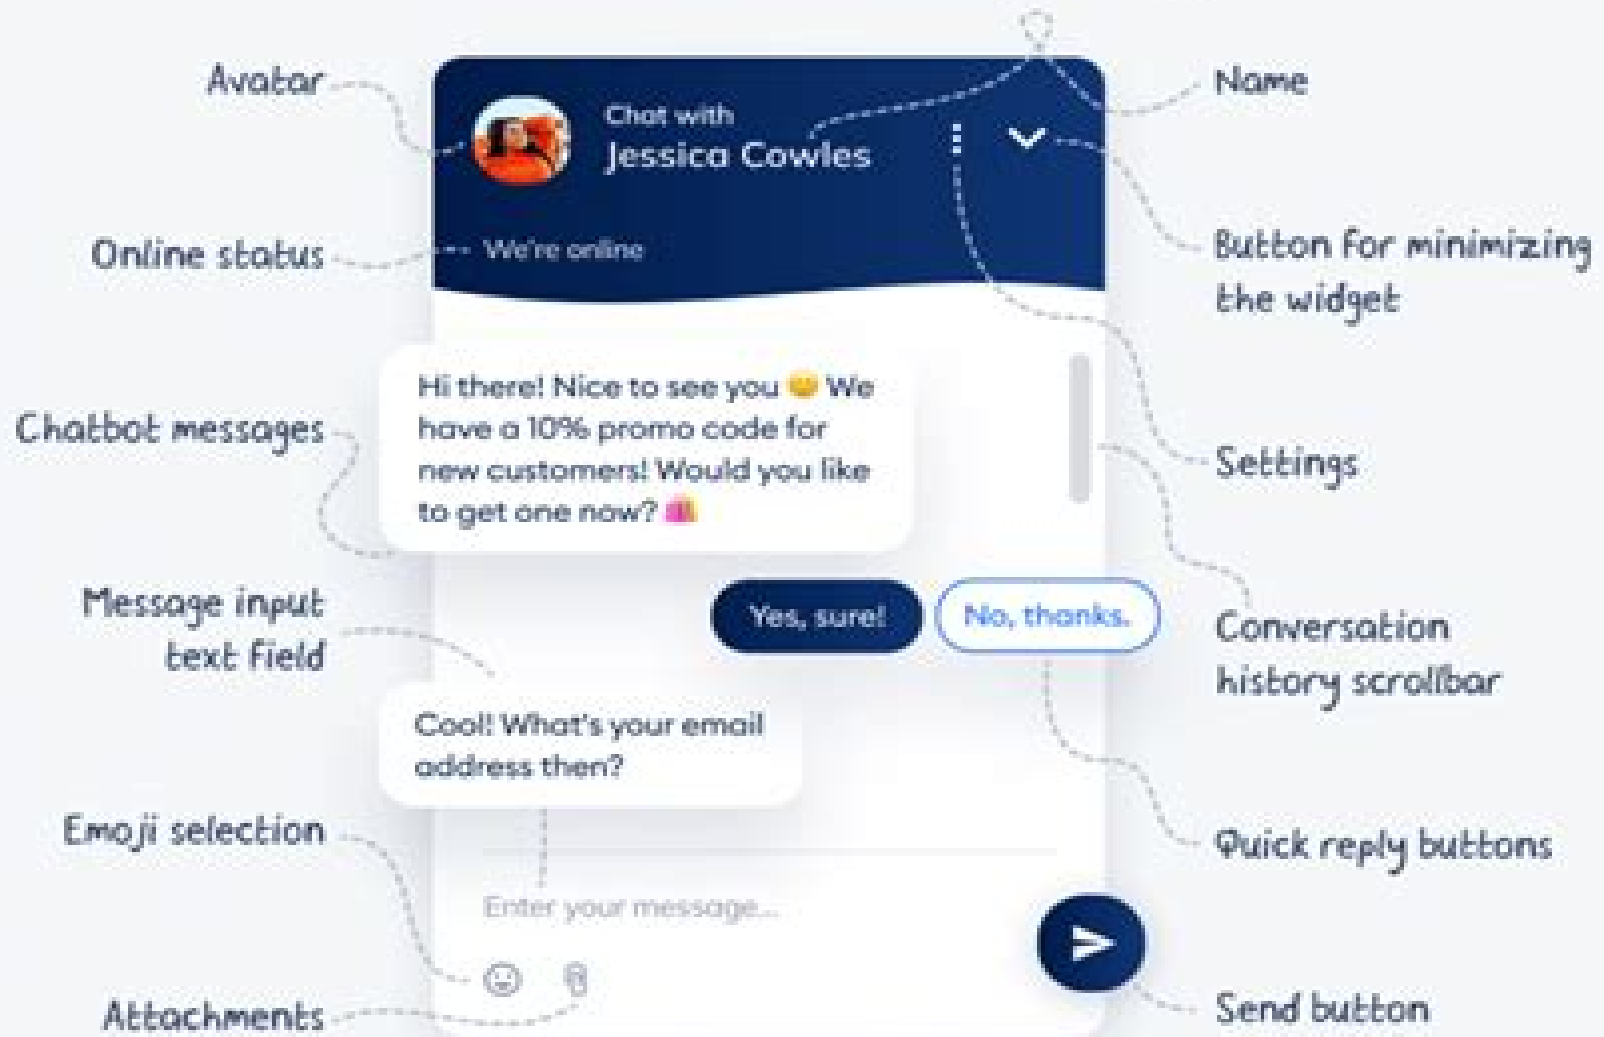 Avatar
Chat with
Jessica Cowles
Name
Online status
We're online
Button for minimizing
the widget
Chatbot messages
Hi there! Nice to see you 😊 We
have a 10% promo code for
new customers! Would you like
to get one now? 🛍️
Settings
Yes, sure!
No, thanks.
Conversation
history scrollbar
Message input
text field
Cool! What's your email
address then?
Emoji selection
Quick reply buttons
Enter your message...
Attachments
Send button